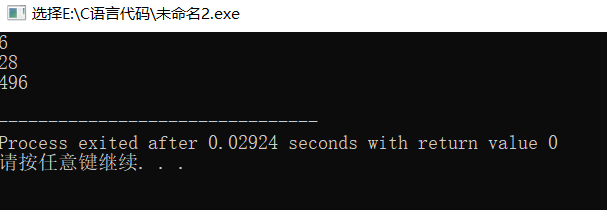 选择E:\C语言代码\未命名2.exe
6
28
496
--------------------------------
Process exited after 0.02924 seconds with return value 0
请按任意键继续. . .